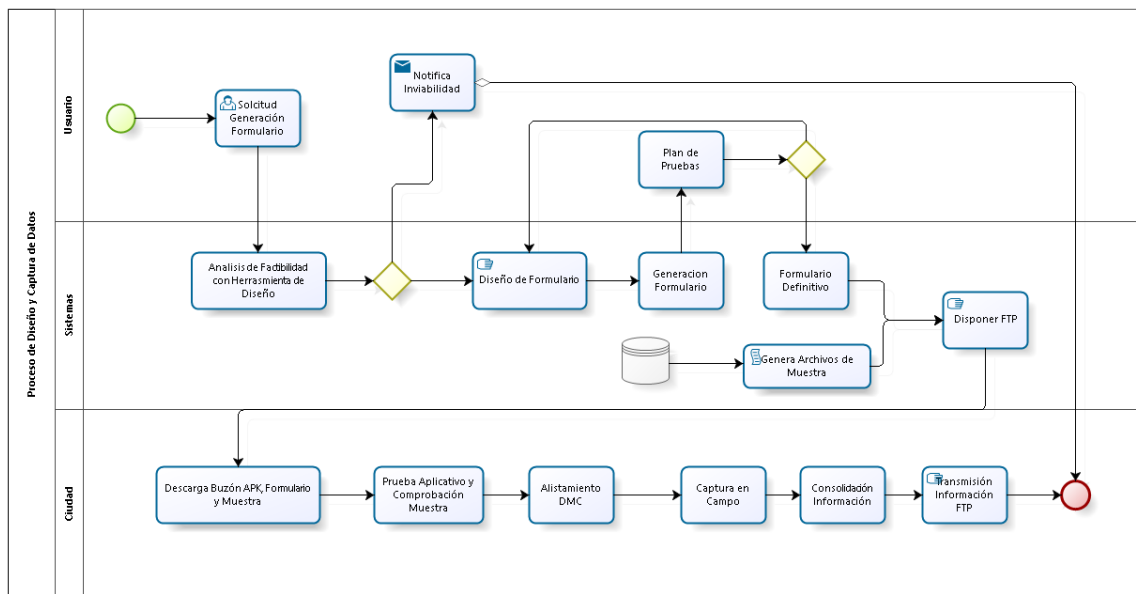 Proceso de Diseño y Captura de Datos
Usuario
Notifica
Inviabilidad
Solcitud
Generación
Formulario
Plan de
Pruebas
Sistemas
Analisis de Factibilidad
con Herrasmienta de
Diseño
Diseño de Formulario
Generacion
Formulario
Formulario
Definitivo
Disponer FTP
Genera Archivos de
Muestra
Ciudad
Descarga Buzón APK, Formulario
y Muestra
Prueba Aplicativo y
Comprobación
Muestra
Alistamiento
DMC
Captura en
Campo
Consolidación
Información
Transmisión
Información
FTP